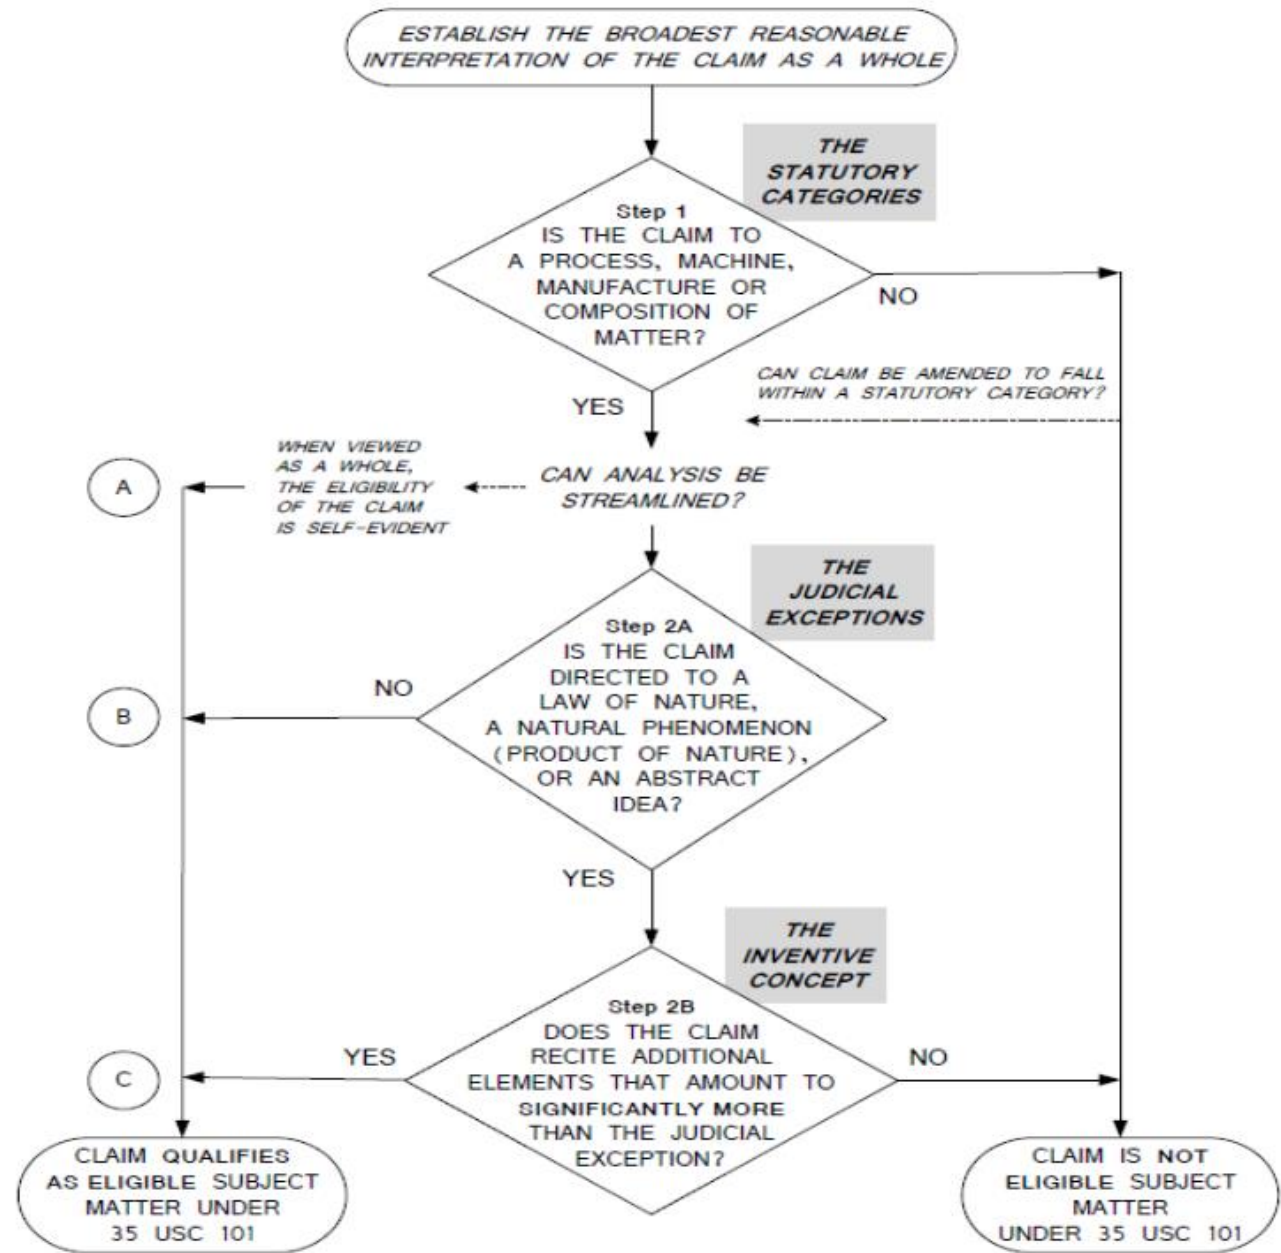 ESTABLISH THE BROADEST REASONABLE
INTERPRETATION OF THE CLAIM AS A WHOLE
THE
STATUTORY
CATEGORIES
Step 1
IS THE CLAIM TO
A PROCESS, MACHINE,
MANUFACTURE OR
COMPOSITION OF
MATTER?
NO
CAN CLAIM BE AMENDED TO FALL
WITHIN A STATUTORY CATEGORY?
YES
WHEN VIEWED
AS A WHOLE,
THE ELIGIBILITY
OF THE CLAIM
IS SELF-EVIDENT
A
CAN ANALYSIS BE
STREAMLINED?
THE
JUDICIAL
EXCEPTIONS
Step 2A
IS THE CLAIM
DIRECTED TO A
LAW OF NATURE,
A NATURAL PHENOMENON
(PRODUCT OF NATURE),
OR AN ABSTRACT
IDEA?
NO
B
YES
THE
INVENTIVE
CONCEPT
Step 2B
DOES THE CLAIM
RECITE ADDITIONAL
ELEMENTS THAT AMOUNT TO
SIGNIFICANTLY MORE
THAN THE JUDICIAL
EXCEPTION?
YES
NO
C
CLAIM QUALIFIES
AS ELIGIBLE SUBJECT
MATTER UNDER
35 USC 101
CLAIM IS NOT
ELIGIBLE SUBJECT
MATTER
UNDER 35 USC 101